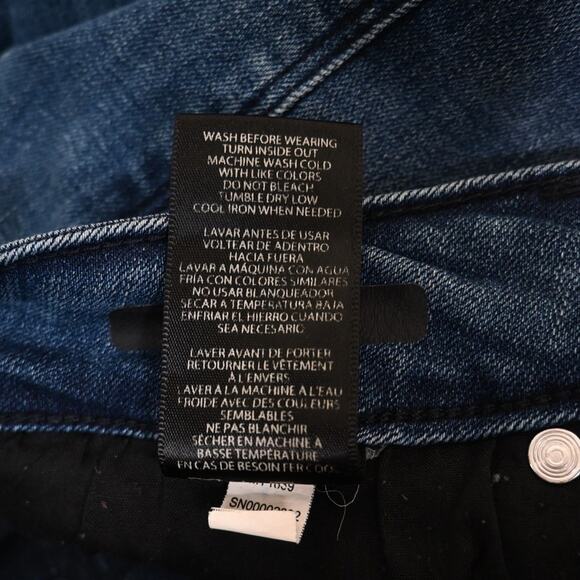 WASH BEFORE WEARING
TURN INSIDE OUT
MACHINE WASH COLD
WITH LIKE COLORS
DO NOT BLEACH
TUMBLE DRY LOW
COOL IRON WHEN NEEDED
LAVAR ANTES DE USAR
VOLTEAR DE ADENTRO
HACIA FUERA
LAVAR A MÁQUINA CON AGUA
FRIA CON COLORES SIMILARES
NO USAR BLANQUEADOR
SECAR A TEMPERATURA BAJA
ENFRIAR EL HIERRO CUANDO
SEA NECESARIO
LAVER AVANT DE PORTER
RETOURNER LE VÊTEMENT
À L'ENVERS
LAVER A LA MACHINE A L'EAU
FROIDE AVEC DES COULEURS
SEMBLABLES
NE PAS BLANCHIR
SÉCHER EN MACHINE A
BASSE TEMPÉRATURE
EN CAS DE BESOIN FER COOL